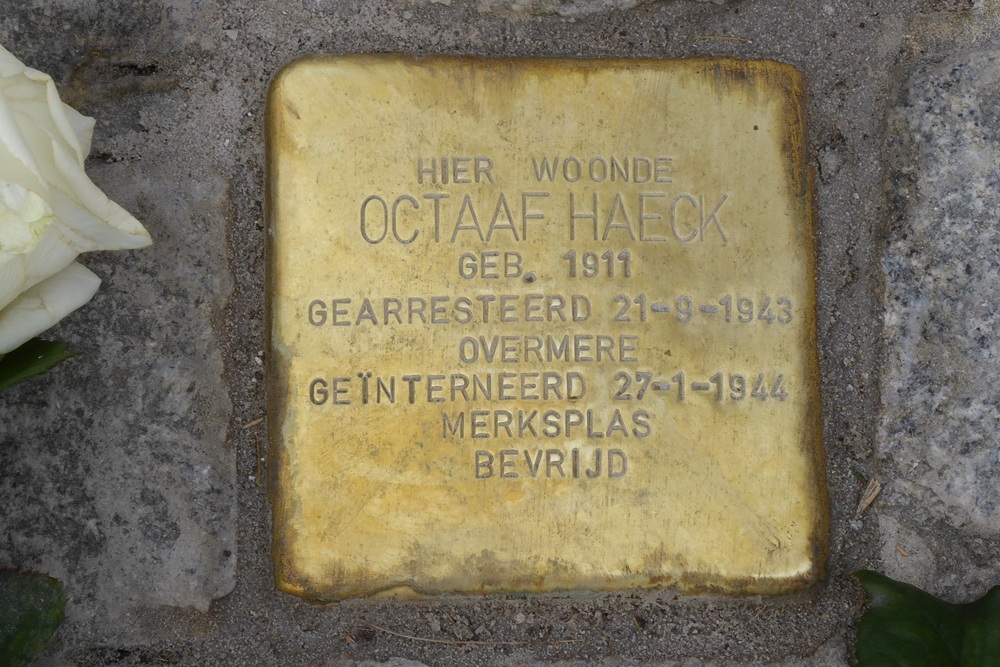 HIER WOONDE
OCTAAF HAECK
GEB. 1911
GEARRESTEERD 21-9-1943
OVERMERE
GEÏNTERNEERD 27-1-1944
MERKSPLAS
BEVRIJD